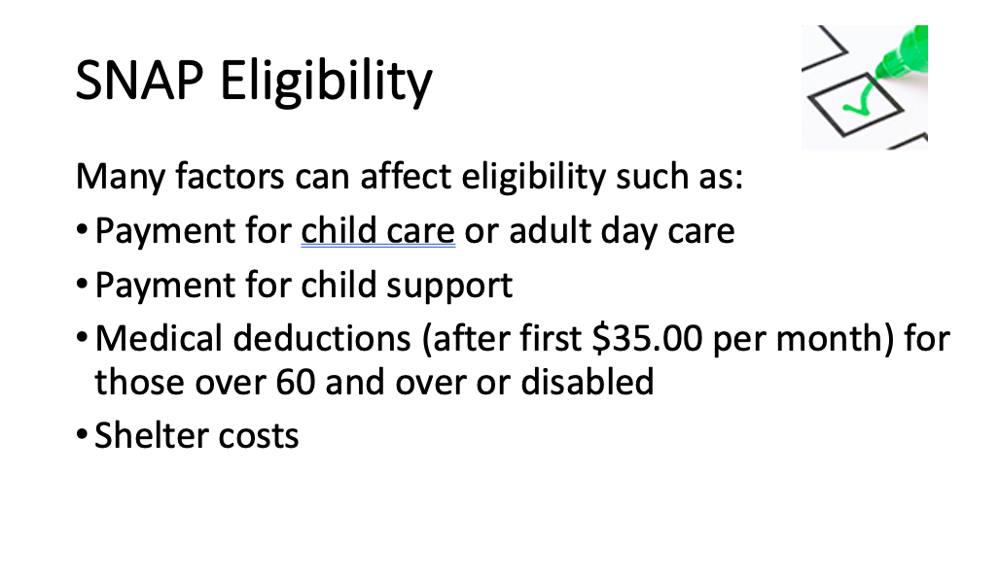 SNAP Eligibility
Many factors can affect eligibility such as:
•Payment for child care or adult day care
•Payment for child support
•Medical deductions (after first $35.00 per month) for
those over 60 and over or disabled
•Shelter costs